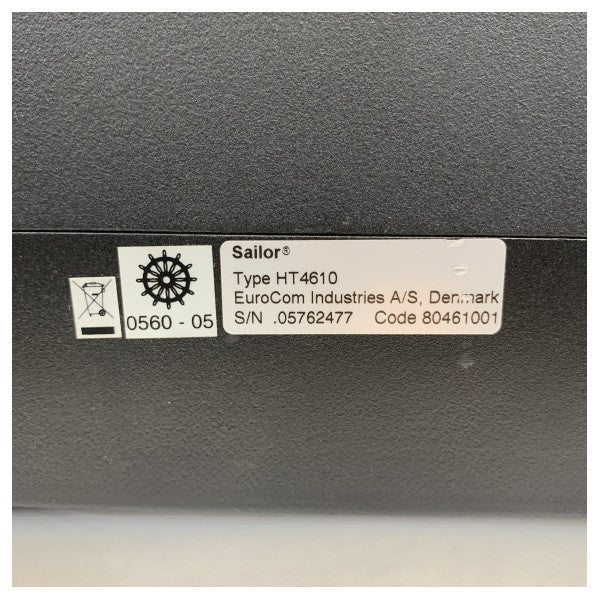 Sailor®
Type HT4610
EuroCom Industries A/S, Denmark
S/N .05762477 Code 80461001
0560 - 05